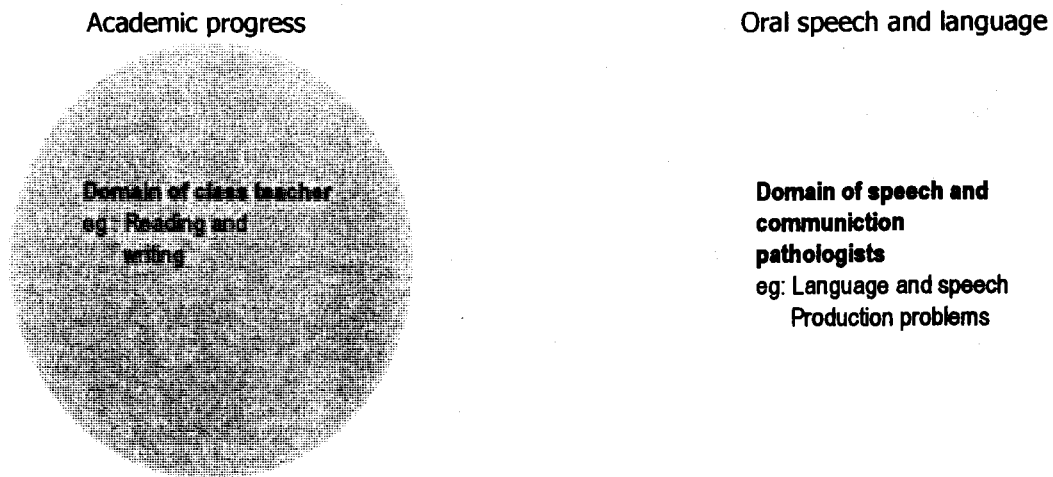 Academic progress
Oral speech and language
Domain of class teacher
eg : Reading and
writing
Domain of speech and
communiction
pathologists
eg: Language and speech
Production problems